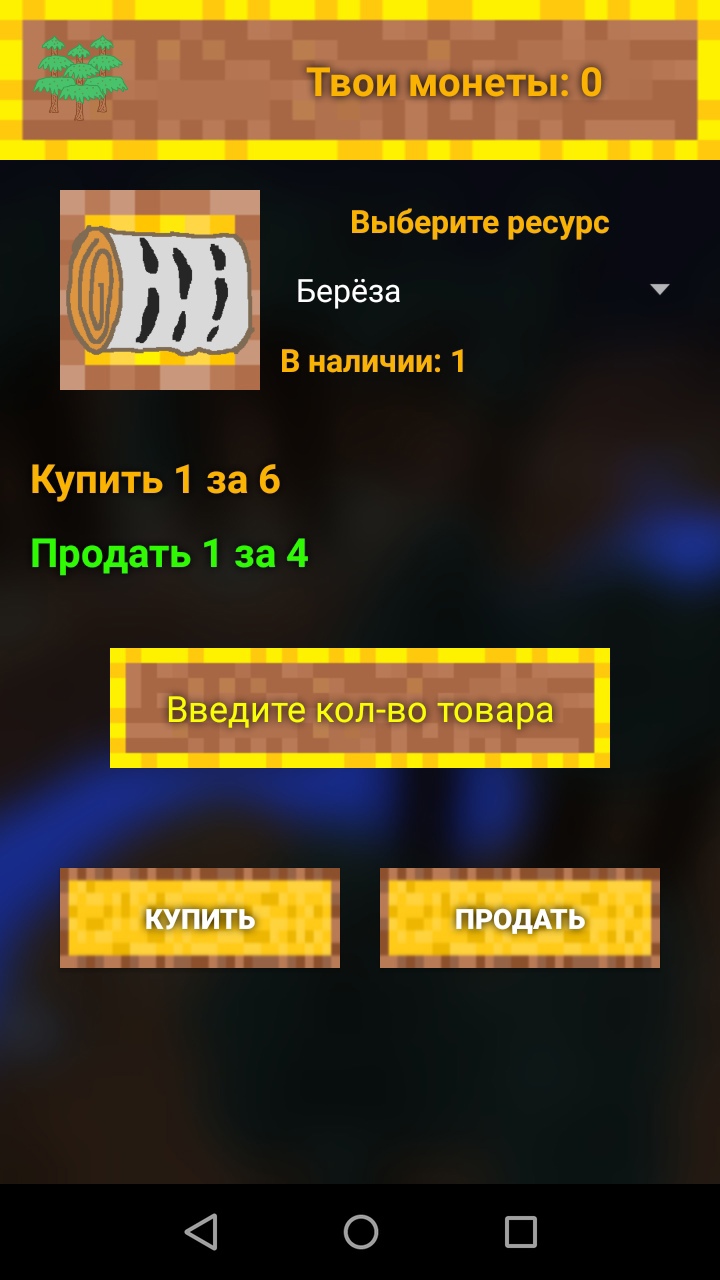 Твои монеты: 0
Выберите ресурс
Берёза
В наличии: 1
Купить 1 за 6
Продать 1 за 4
Введите кол-во товара
КУПИТЬ
ПРОДАТЬ